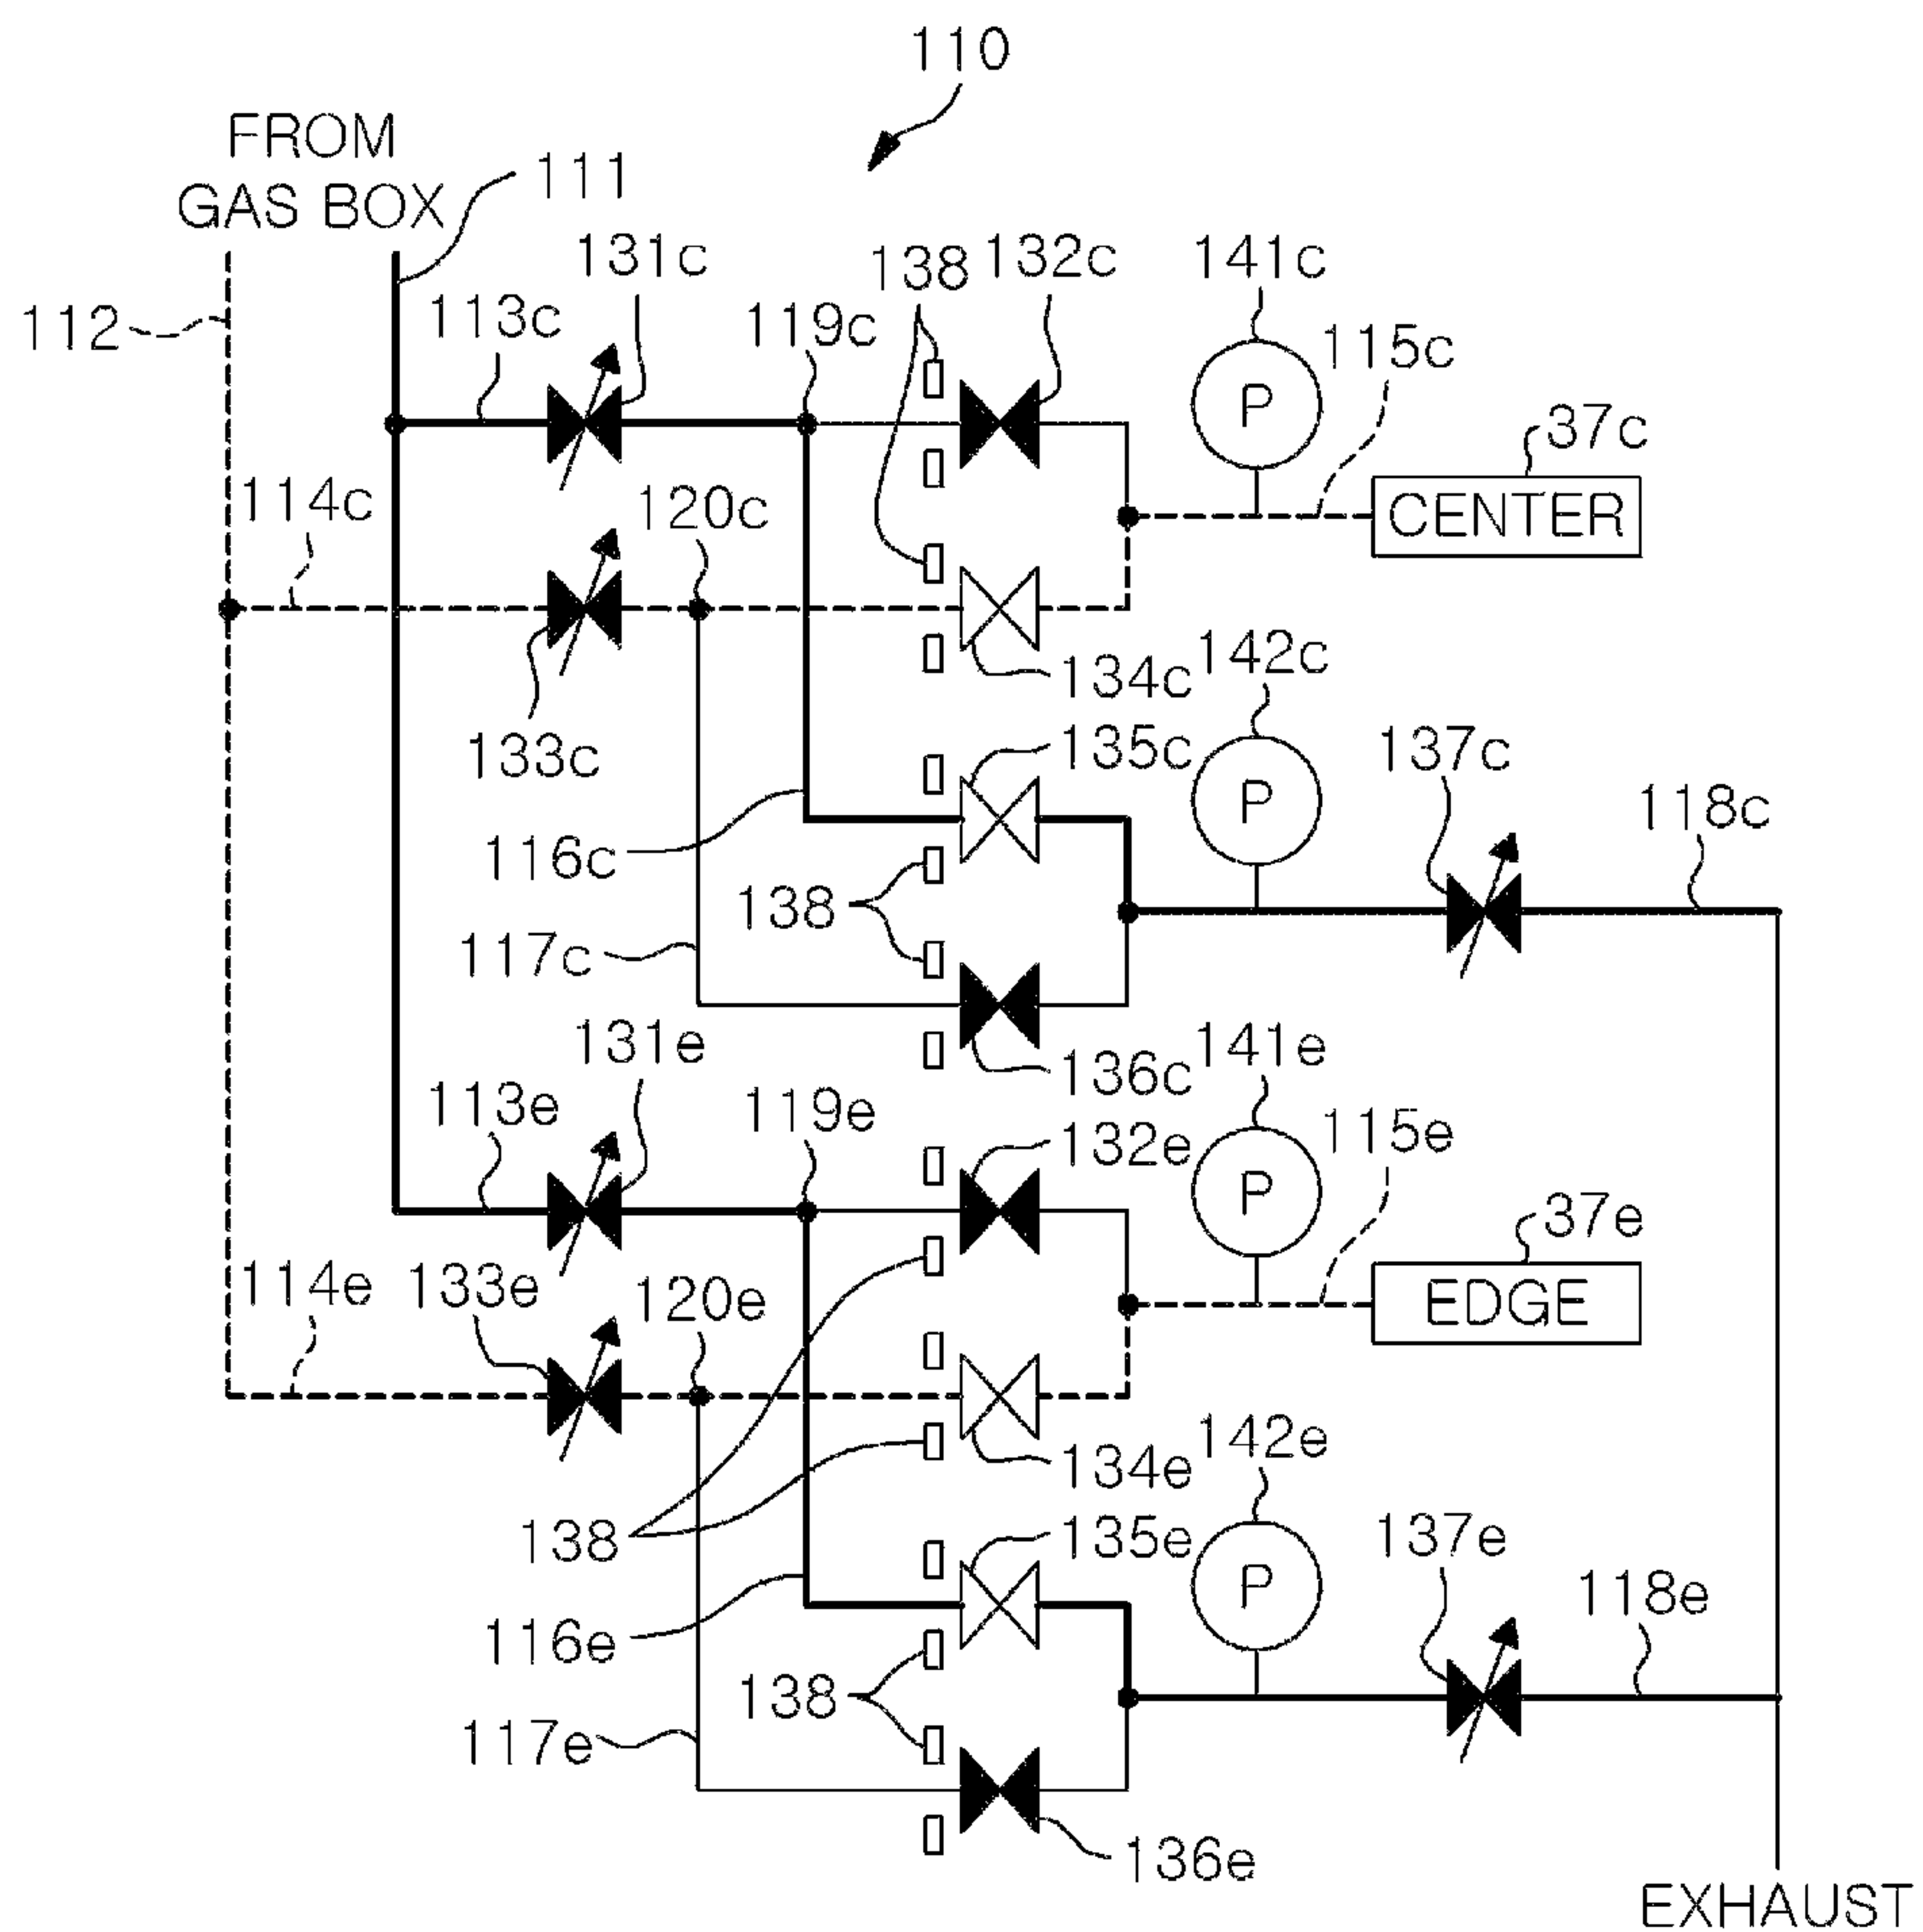 110
FROM
GAS BOX
111
131c
138
132c
141c
112
113c
119c
115c
P
37c
114c
120c
CENTER
142c
134c
133c
135c
137c
P
118c
116c
138
117c
131e
141e
136c
113e
119e
132e
115e
P
37e
114e
133e
120e
EDGE
142e
134e
138
135e
137e
P
118e
116e
138
117e
136e
EXHAUST